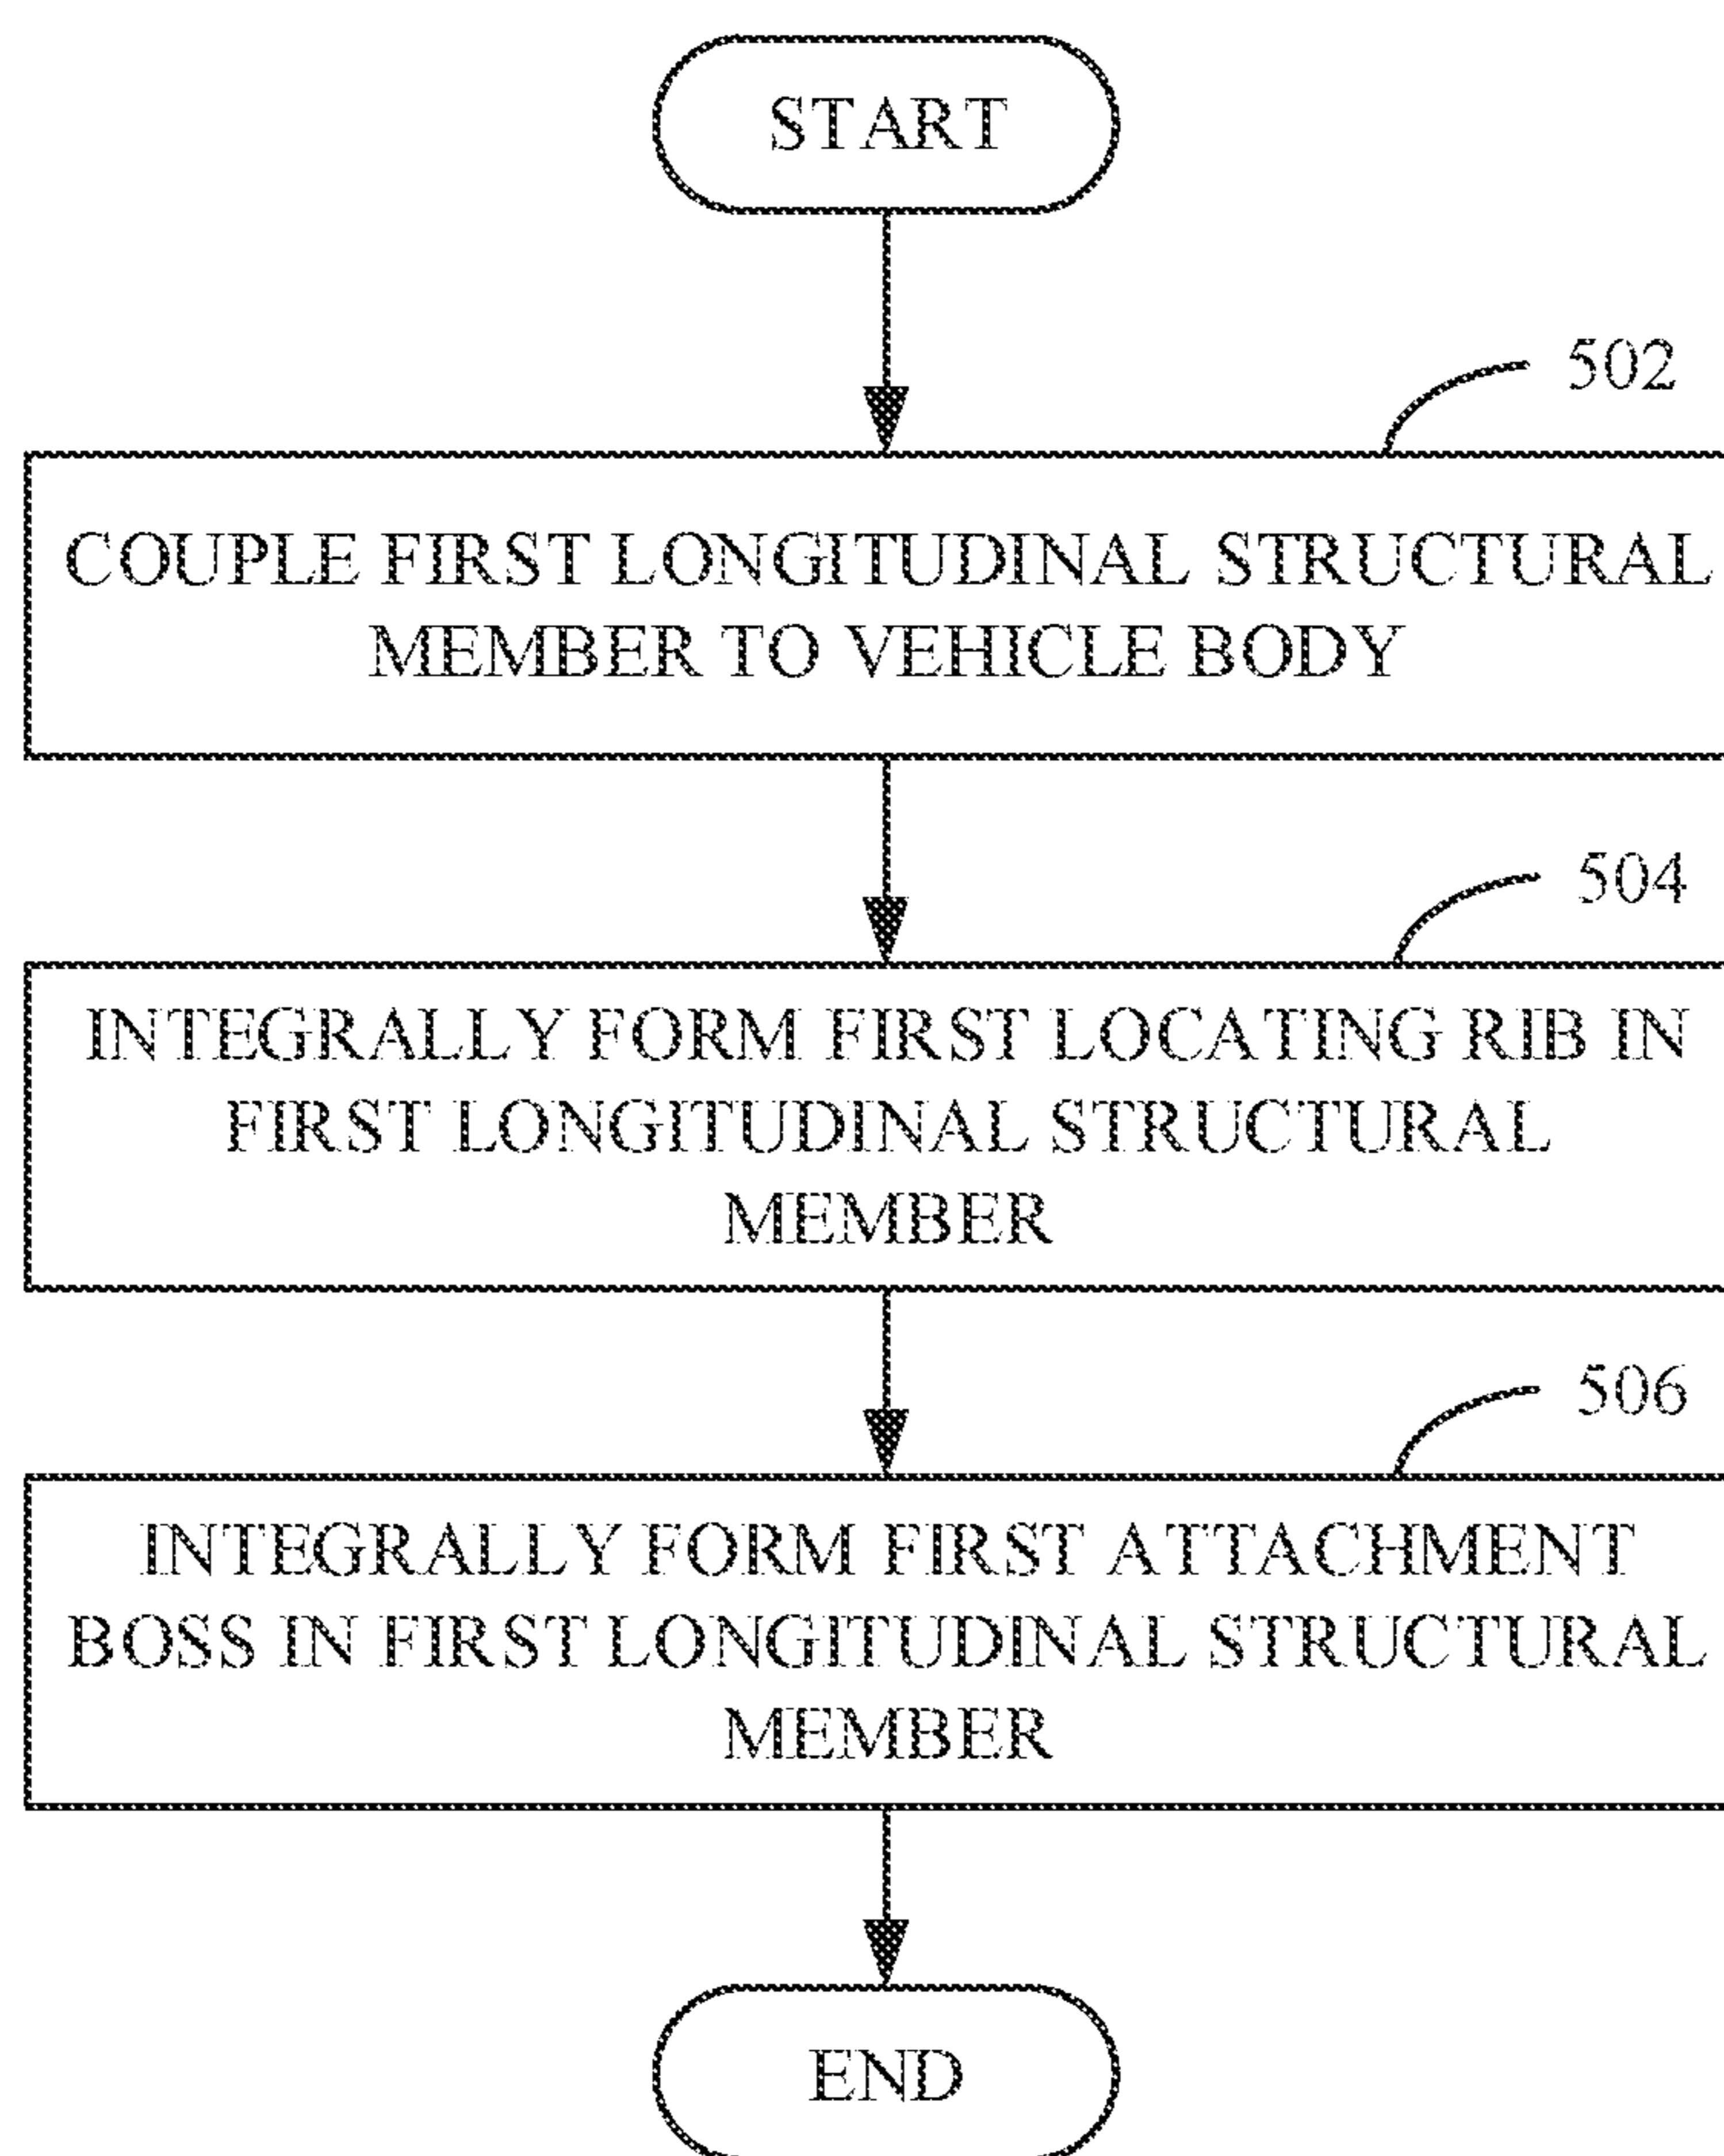 START
502
COUPLE FIRST LONGITUDINAL STRUCTURAL
MEMBER TO VEHICLE BODY
504
INTEGRALLY FORM FIRST LOCATING RIB IN
FIRST LONGITUDINAL STRUCTURAL
MEMBER
506
INTEGRALLY FORM FIRST ATTACHMENT
BOSS IN FIRST LONGITUDINAL STRUCTURAL
MEMBER
END